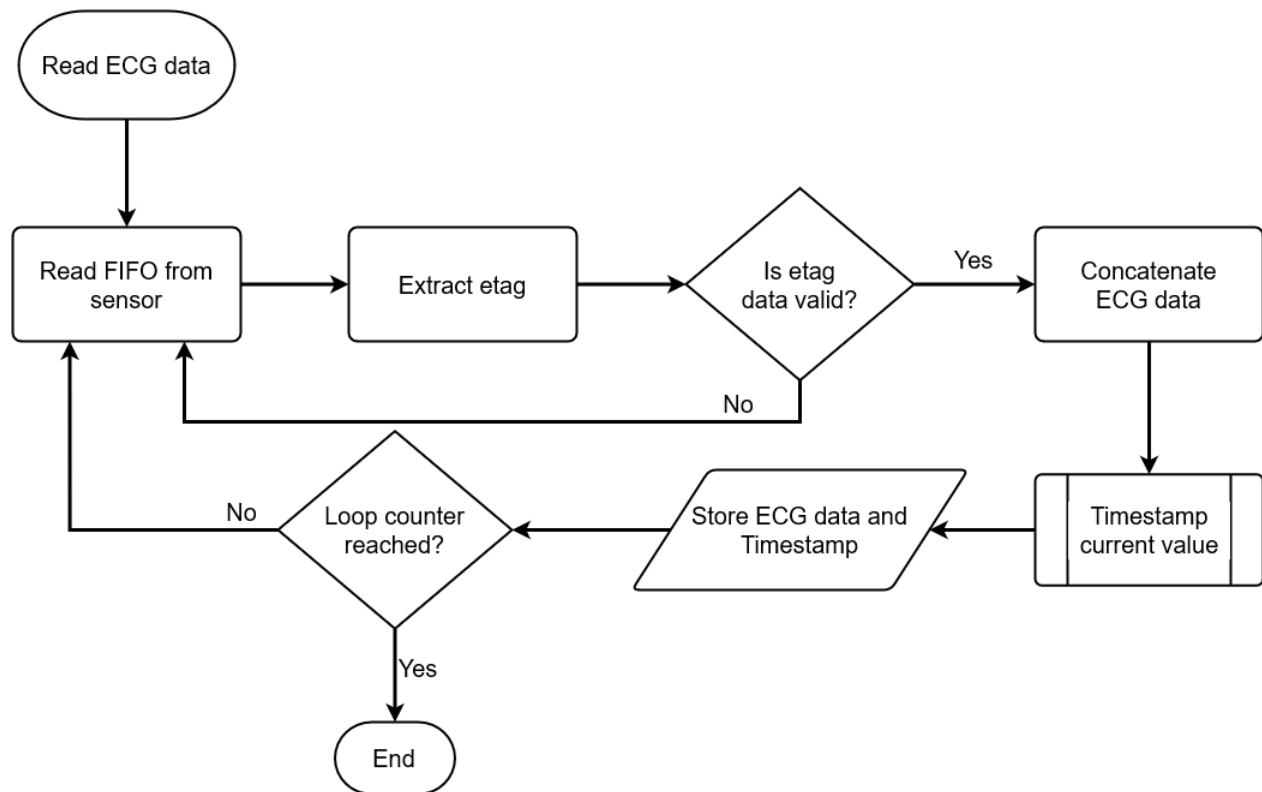 Read ECG data
Read FIFO from
sensor
Extract etag
Is etag
data valid?
Yes
Concatenate
ECG data
No
Timestamp
current value
Store ECG data and
Timestamp
Loop counter
reached?
No
Yes
End